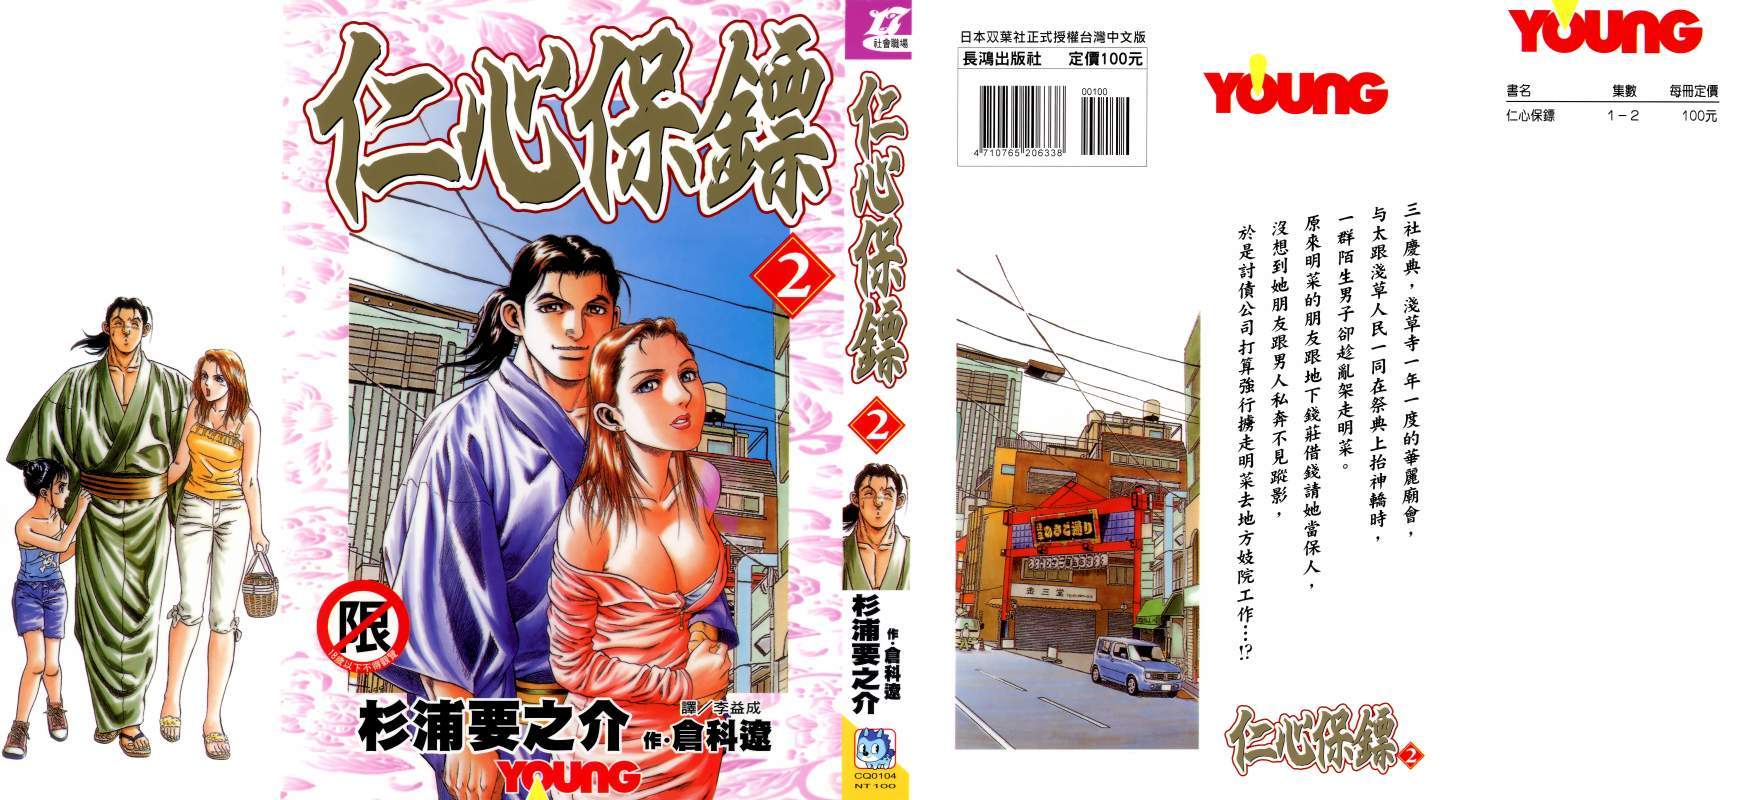 仁心保鏢
2
限
18歲以下不得觀覽
杉浦要之介
譯／李益成
作・倉科遼
YOUNG
社會職場
仁心保鏢
2
杉浦要之介
作・倉科遼
CQ0104
NT100
日本双葉社正式授權台灣中文版
長鴻出版社 定價100元
00100
4710765206338
YOUNG
三社慶典，淺草寺一年一度的華麗廟會，
与太跟淺草人民一同在祭典上抬神轎時，
一群陌生男子卻趁亂架走明菜。
原來明菜的朋友跟地下錢莊借錢請她當保人，
沒想到她朋友跟男人私奔不見蹤影，
於是討債公司打算強行擄走明菜去地方妓院工作…!?
仁心保鏢
2
YOUNG
書名 集數 每冊定價
仁心保鏢 1－2 100元